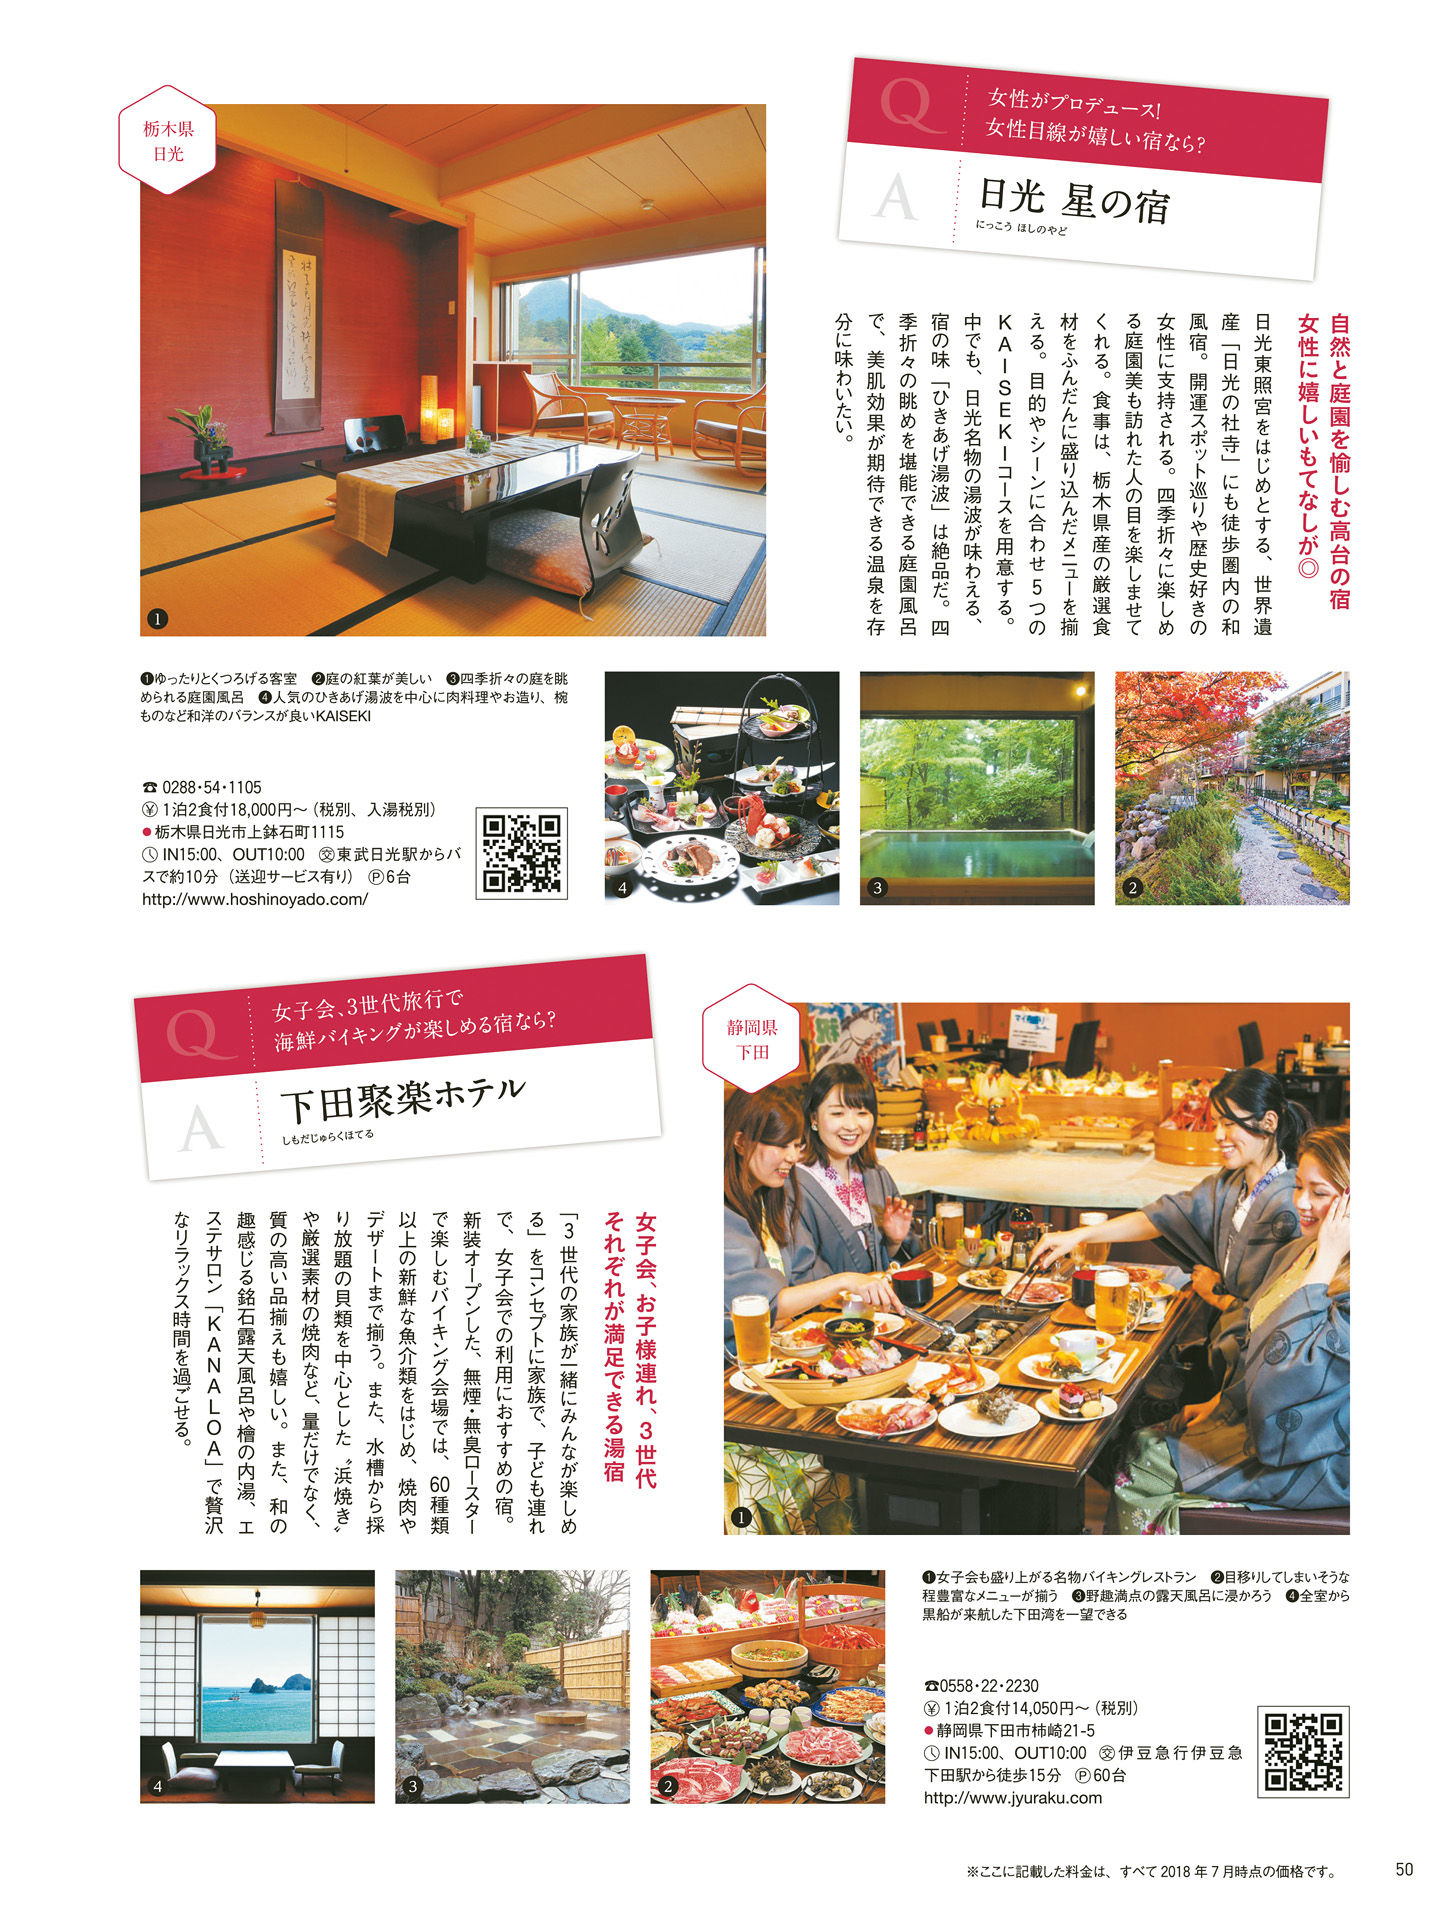 栃木県
日光
Q
女性がプロデュース!
女性目線が嬉しい宿なら?
A
日光 星の宿
にっこう ほしのやど
自然と庭園を愉しむ高台の宿
女性に嬉しいもてなしが◎
日光東照宮をはじめとする、世界遺
産「日光の社寺」にも徒歩圏内の和
風宿。開運スポット巡りや歴史好きの
女性に支持される。四季折々に楽しめ
る庭園美も訪れた人の目を楽しませて
くれる。食事は、栃木県産の厳選食
材をふんだんに盛り込んだメニューを揃
える。目的やシーンに合わせ5つの
KAISEKIコースを用意する。
中でも、日光名物の湯波が味わえる、
宿の味「ひきあげ湯波」は絶品だ。四
季折々の眺めを堪能できる庭園風呂
で、美肌効果が期待できる温泉を存
分に味わいたい。
1
❶ゆったりとくつろげる客室 ❷庭の紅葉が美しい ❸四季折々の庭を眺
められる庭園風呂 ❹人気のひきあげ湯波を中心に肉料理やお造り、椀
ものなど和洋のバランスが良いKAISEKI
☎ 0288・54・1105
¥ 1泊2食付18,000円〜(税別、入湯税別)
●栃木県日光市上鉢石町1115
IN15:00、OUT10:00 交東武日光駅からバ
スで約10分(送迎サービス有り) Ⓟ6台
http://www.hoshinoyado.com/
4
3
2
Q
女子会、3世代旅行で
海鮮バイキングが楽しめる宿なら?
A
下田聚楽ホテル
しもだじゅらくほてる
静岡県
下田
女子会、お子様連れ、3世代
それぞれが満足できる湯宿
「3世代の家族が一緒にみんなが楽しめ
る」をコンセプトに家族で、子ども連れ
で、女子会での利用におすすめの宿。
新装オープンした、無煙・無臭ロースター
で楽しむバイキング会場では、60種類
以上の新鮮な魚介類をはじめ、焼肉や
デザートまで揃う。また、水槽から採
り放題の貝類を中心とした〝浜焼き〟
や厳選素材の焼肉など、量だけでなく、
質の高い品揃えも嬉しい。また、和の
趣感じる銘石露天風呂や檜の内湯、エ
ステサロン「KANALOA」で贅沢
なリラックス時間を過ごせる。
1
4
3
2
❶女子会も盛り上がる名物バイキングレストラン ❷目移りしてしまいそうな
程豊富なメニューが揃う ❸野趣満点の露天風呂に浸かろう ❹全室から
黒船が来航した下田湾を一望できる
☎0558・22・2230
¥ 1泊2食付14,050円〜(税別)
●静岡県下田市柿崎21-5
IN15:00、OUT10:00 交伊豆急行伊豆急
下田駅から徒歩15分 Ⓟ60台
http://www.jyuraku.com
※ここに記載した料金は、すべて2018年7月時点の価格です。
50